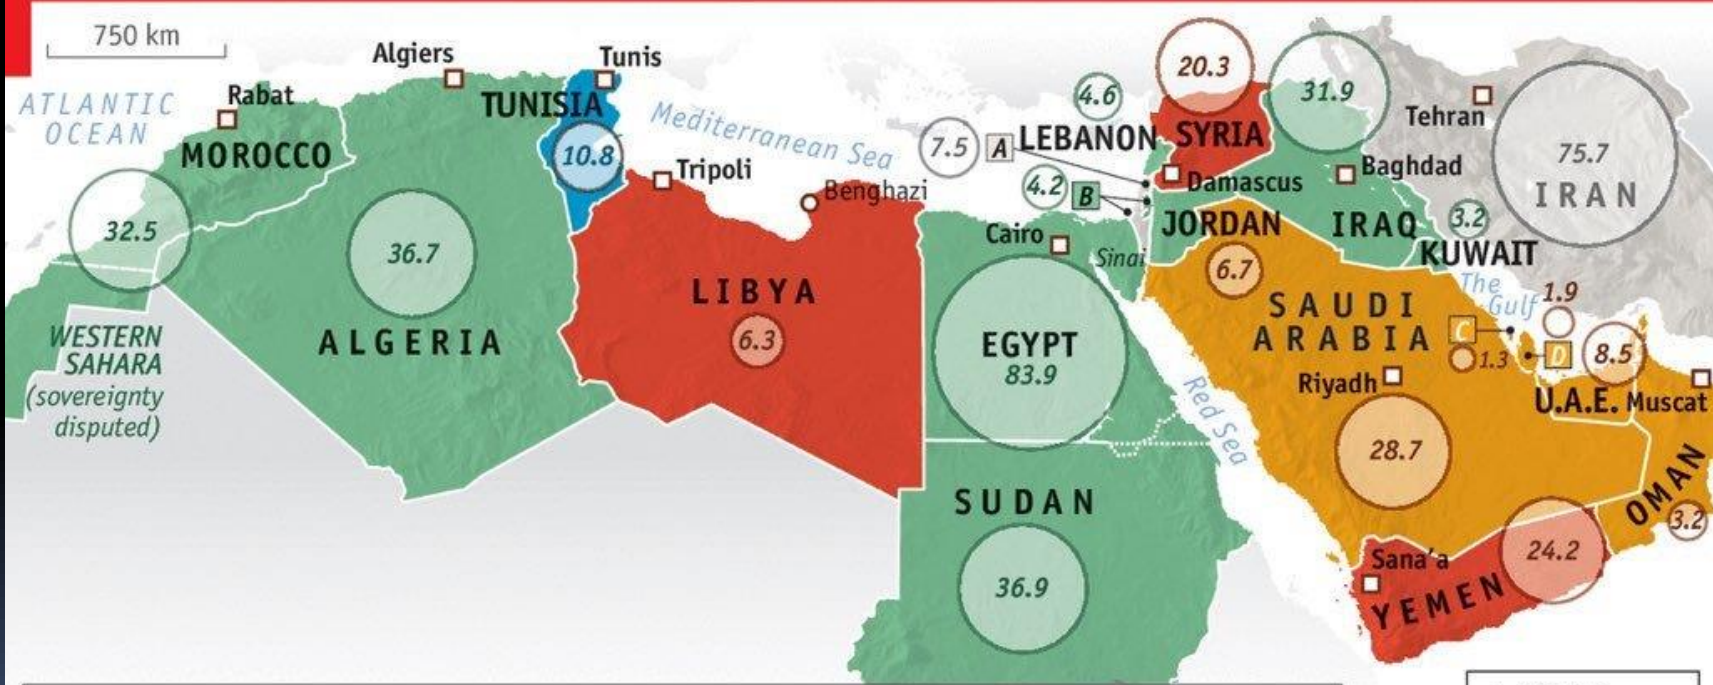 750 km
ATLANTIC
OCEAN
Rabat
MOROCCO
32.5
WESTERN
SAHARA
(sovereignty
disputed)
Algiers
36.7
ALGERIA
Tunis
TUNISIA
10.8
Mediterranean Sea
Tripoli
Benghazi
LIBYA
6.3
Cairo
Sinai
EGYPT
83.9
SUDAN
36.9
Red Sea
7.5
A
4.2
B
4.6
LEBANON
20.3
SYRIA
Damascus
JORDAN
6.7
31.9
Baghdad
IRAQ
3.2
KUWAIT
Tehran
75.7
IRAN
The
Gulf
SAUDI
ARABIA
Riyadh
28.7
C
1.3
1.9
D
8.5
U.A.E.
Muscat
OMAN
3.2
Sana'a
YEMEN
24.2